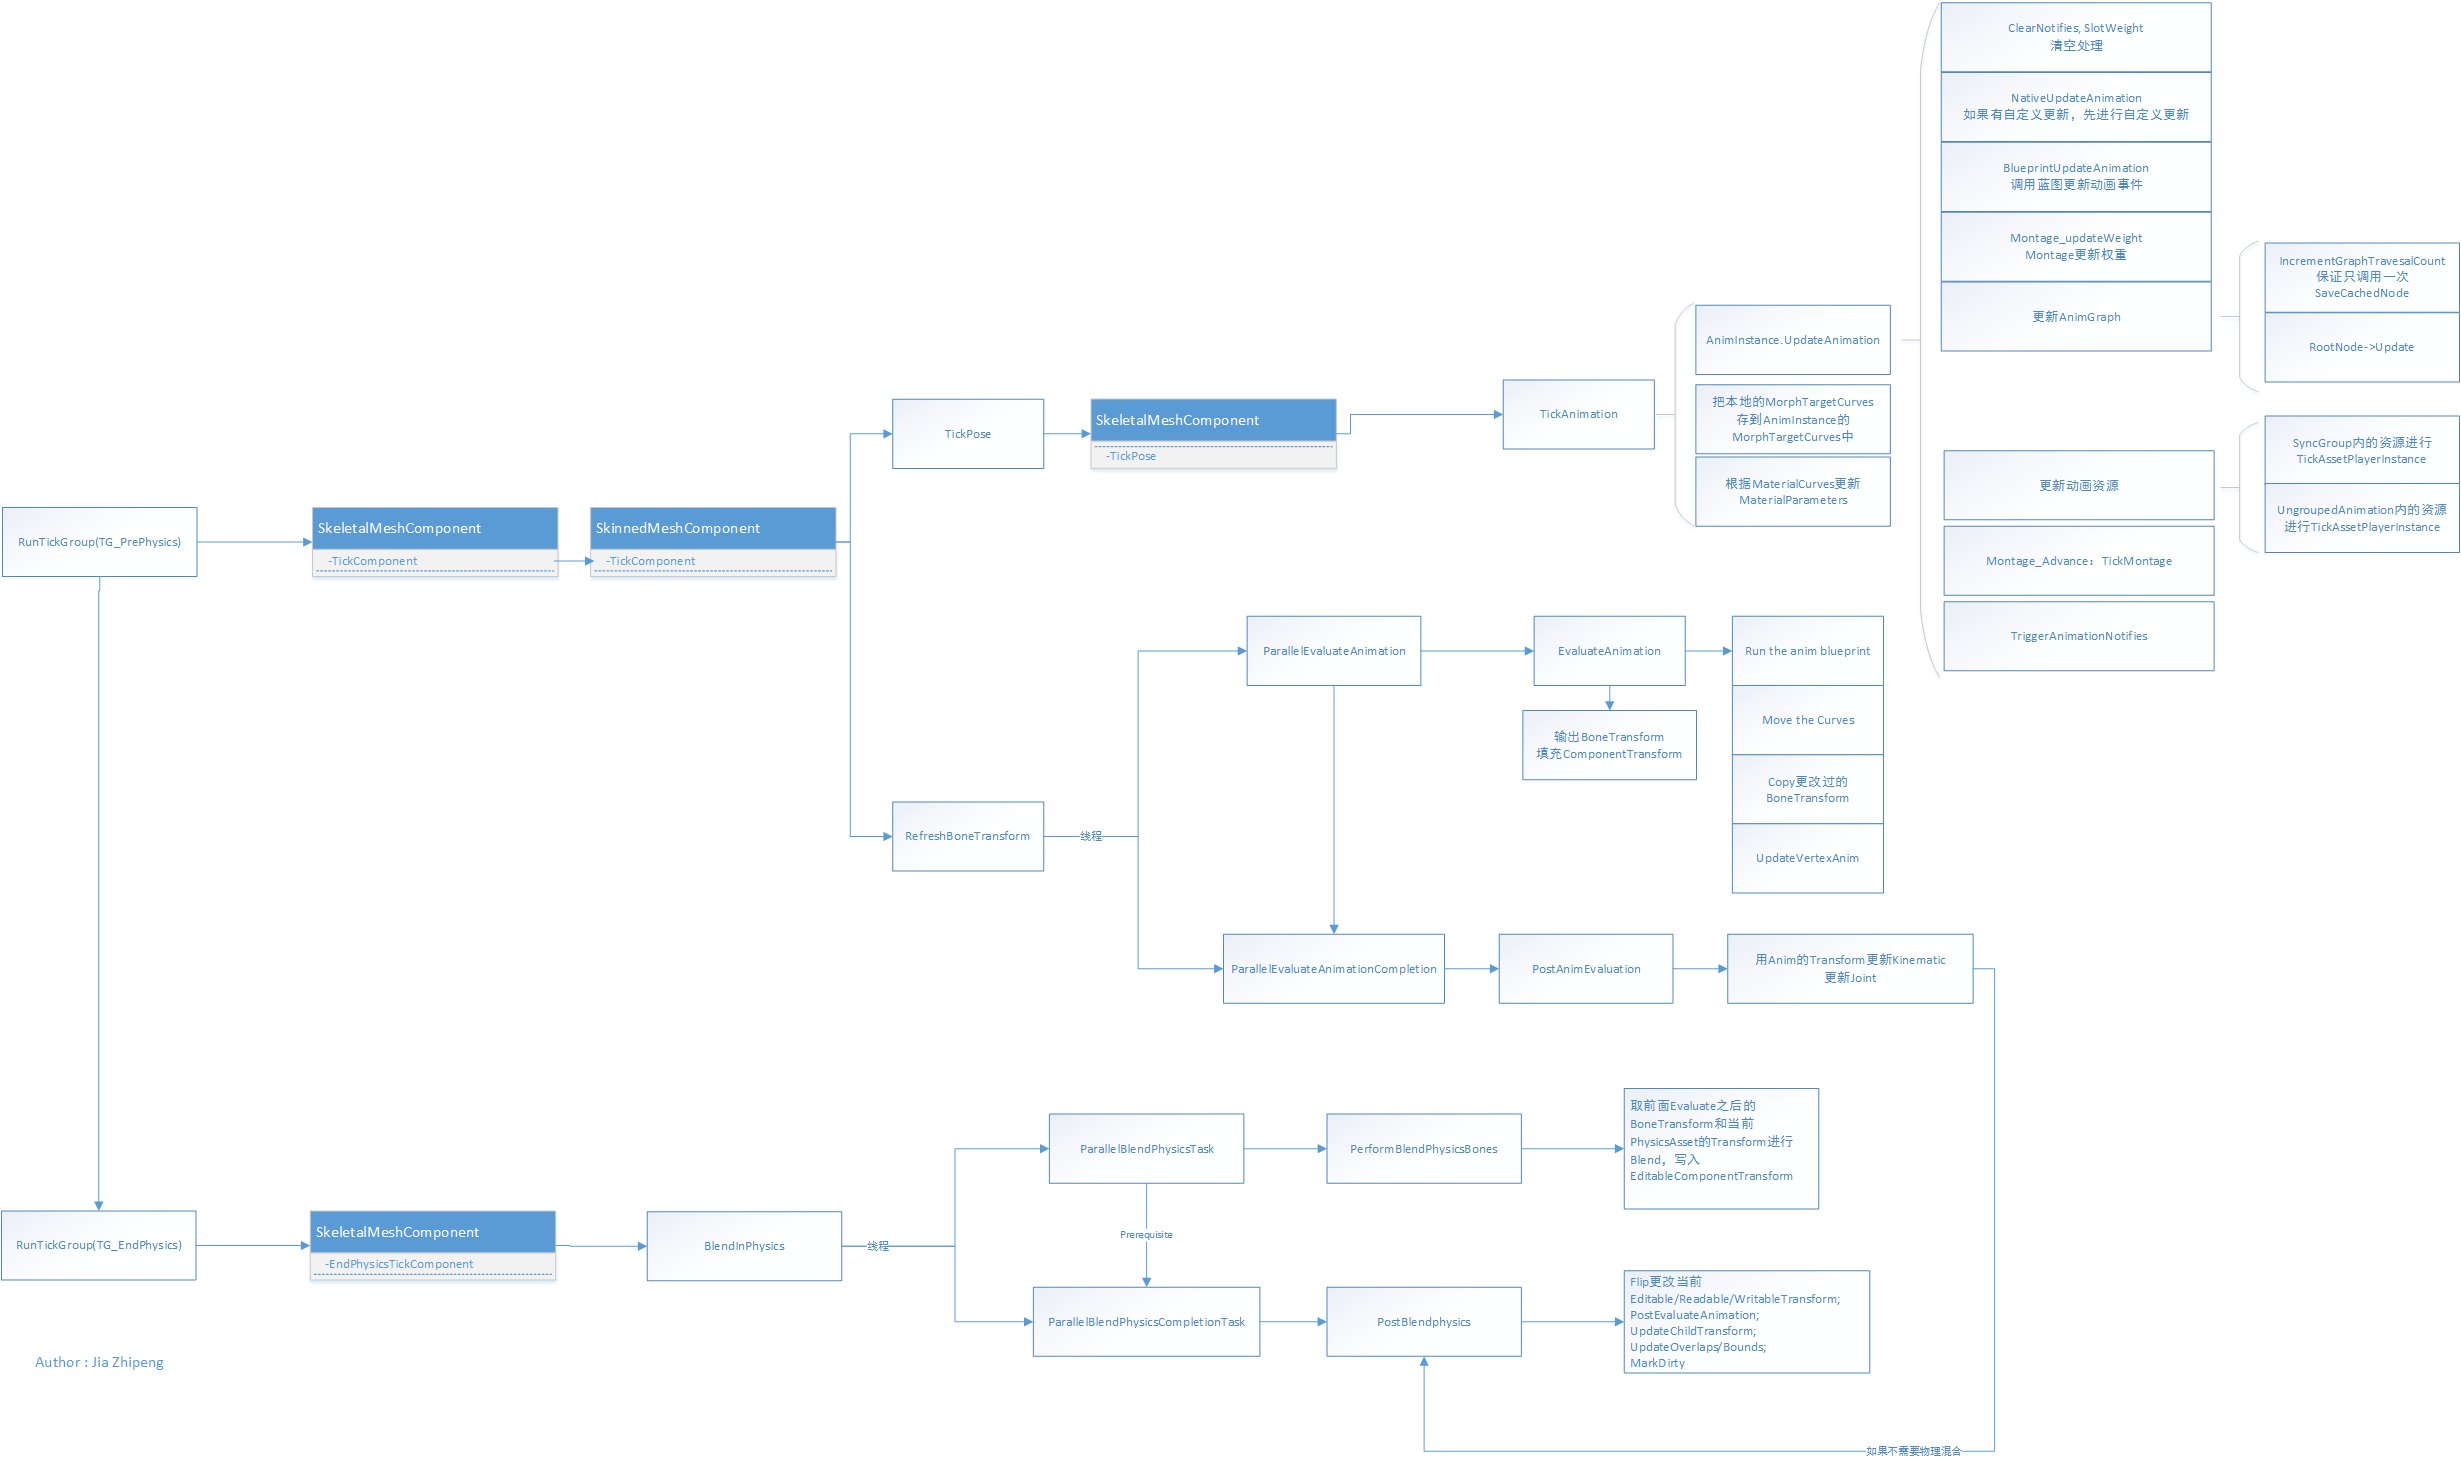 ClearNotifies, SlotWeight
清空处理
NativeUpdateAnimation
如果有自定义更新，先进行自定义更新
BlueprintUpdateAnimation
调用蓝图更新动画事件
Montage_updateWeight
Montage更新权重
更新AnimGraph
IncrementGraphTravesalCount
保证只调用一次
SaveCachedNode
RootNode->Update
AnimInstance.UpdateAnimation
把本地的MorphTargetCurves
存到AnimInstance的
MorphTargetCurves中
根据MaterialCurves更新
MaterialParameters
TickPose
SkeletalMeshComponent
-TickPose
TickAnimation
更新动画资源
SyncGroup内的资源进行
TickAssetPlayerInstance
UngroupedAnimation内的资源
进行TickAssetPlayerInstance
Montage_Advance：TickMontage
TriggerAnimationNotifies
RunTickGroup(TG_PrePhysics)
SkeletalMeshComponent
-TickComponent
SkinnedMeshComponent
-TickComponent
ParallelEvaluateAnimation
EvaluateAnimation
Run the anim blueprint
Move the Curves
Copy更改过的
BoneTransform
UpdateVertexAnim
输出BoneTransform
填充ComponentTransform
RefreshBoneTransform
线程
ParallelEvaluateAnimationCompletion
PostAnimEvaluation
用Anim的Transform更新Kinematic
更新Joint
ParallelBlendPhysicsTask
PerformBlendPhysicsBones
取前面Evaluate之后的
BoneTransform和当前
PhysicsAsset的Transform进行
Blend，写入
EditableComponentTransform
Prerequisite
RunTickGroup(TG_EndPhysics)
SkeletalMeshComponent
-EndPhysicsTickComponent
BlendInPhysics
线程
ParallelBlendPhysicsCompletionTask
PostBlendphysics
Flip更改当前
Editable/Readable/WritableTransform;
PostEvaluateAnimation;
UpdateChildTransform;
UpdateOverlaps/Bounds;
MarkDirty
Author : Jia Zhipeng
如果不需要物理混合